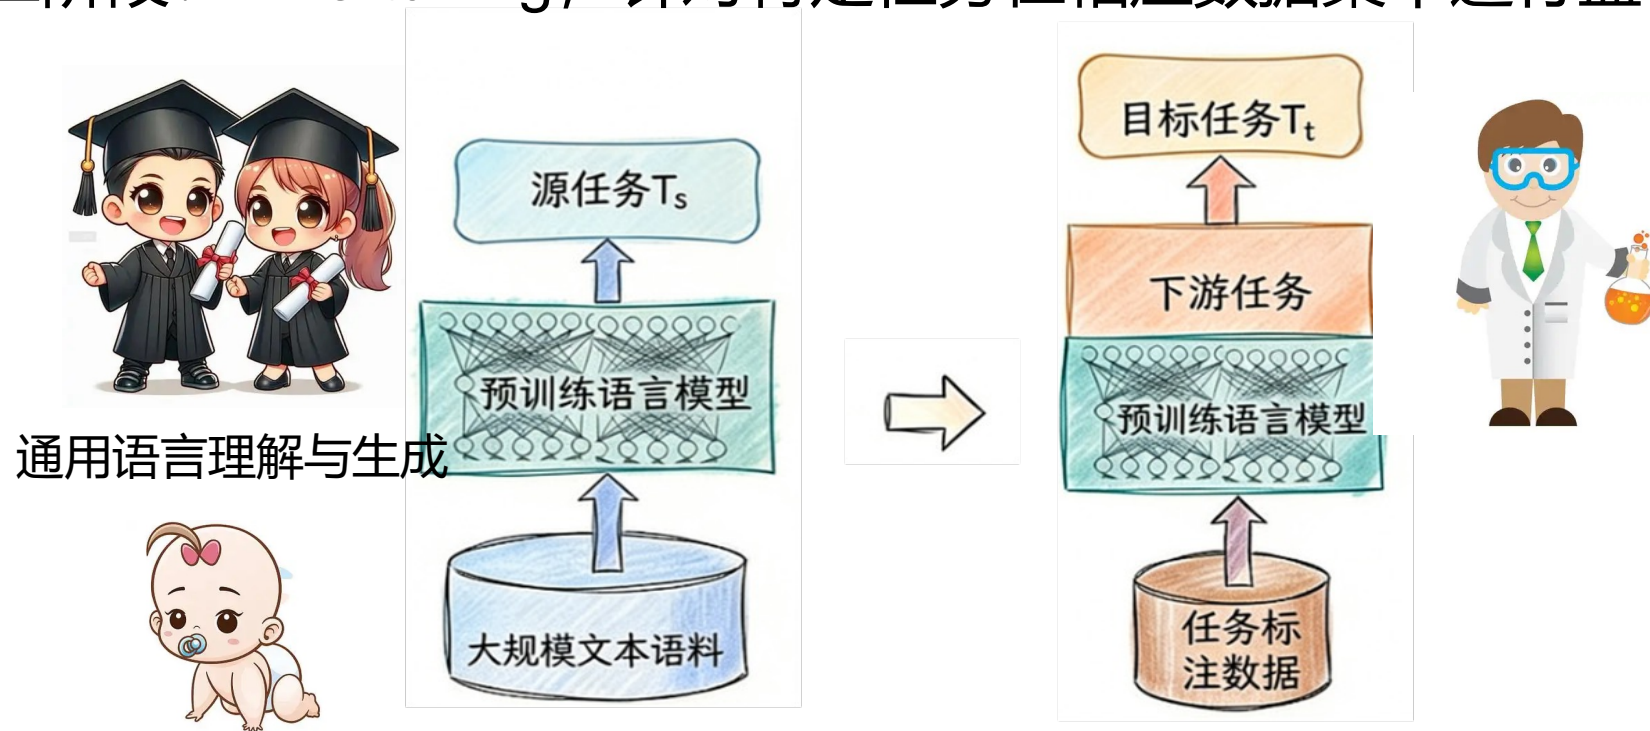 源任务Ts
预训练语言模型
大规模文本语料
通用语言理解与生成
目标任务Tt
下游任务
预训练语言模型
任务标
注数据